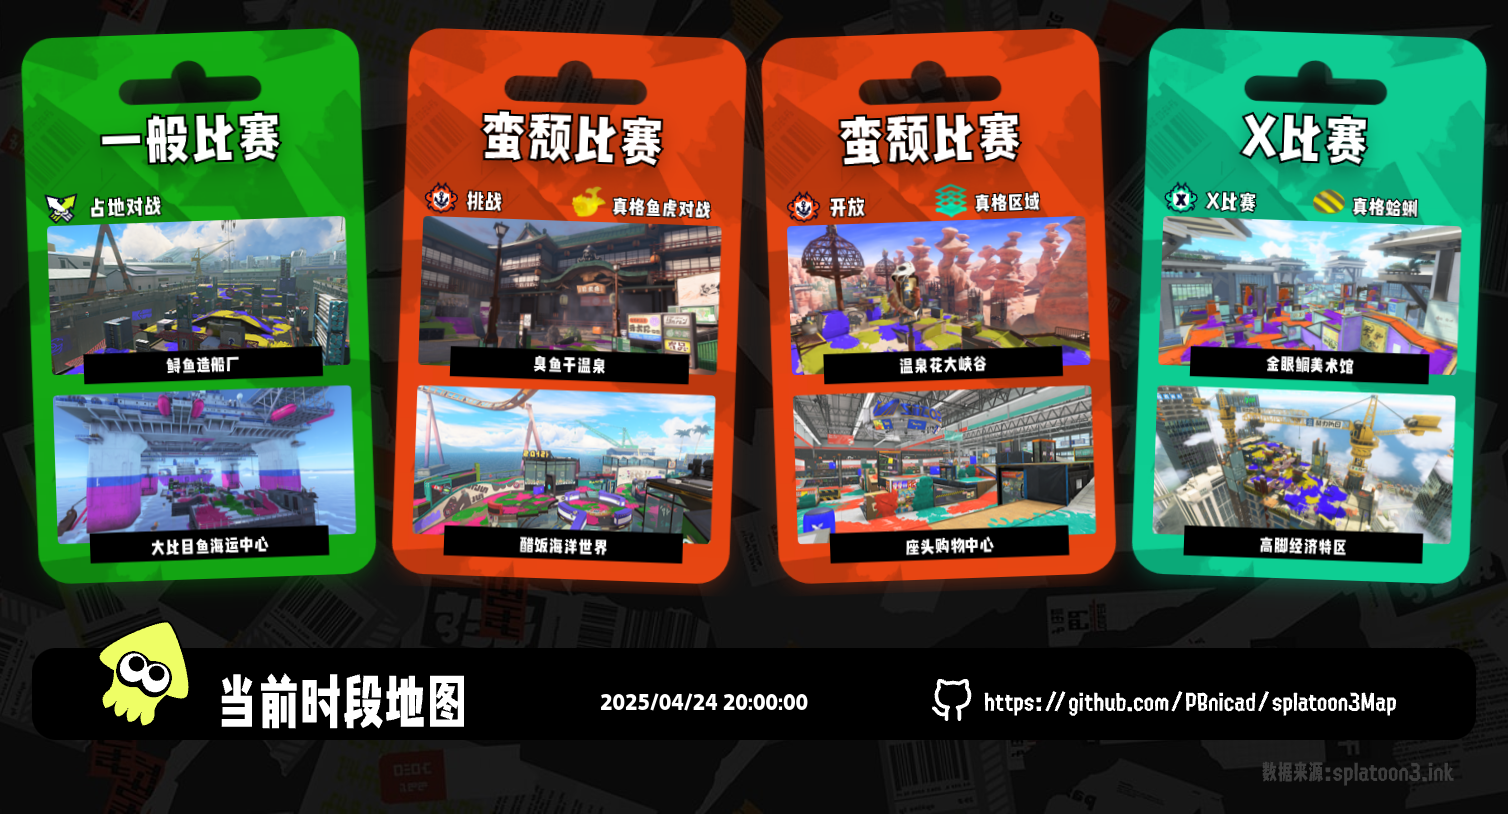 一般比赛
占地对战
鲟鱼造船厂
大比目鱼海运中心
蛮颓比赛
挑战
真格鱼虎对战
臭鱼干温泉
醋饭海洋世界
蛮颓比赛
开放
真格区域
温泉花大峡谷
座头购物中心
X比赛
X比赛
真格蛤蜊
金眼鲷美术馆
高脚经济特区
当前时段地图
2025/04/24 20:00:00
https://github.com/PBnicad/splatoon3Map
数据来源:splatoon3.ink